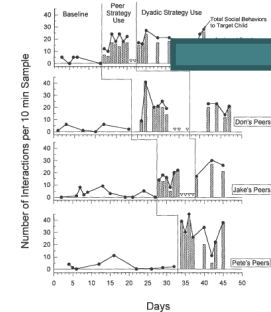 Peer
Baseline Strategy Dyadic Strategy Use
Use
Total Social Behaviors
to Target Child
40
30
20
10
0
40
30
20
10
0
Don's Peers
40
30
20
10
0
Jake's Peers
40
30
20
10
0
Pete's Peers
0 5 10 15 20 25 30 35 40 45 50
Days
Number of Interactions per 10 min Sample